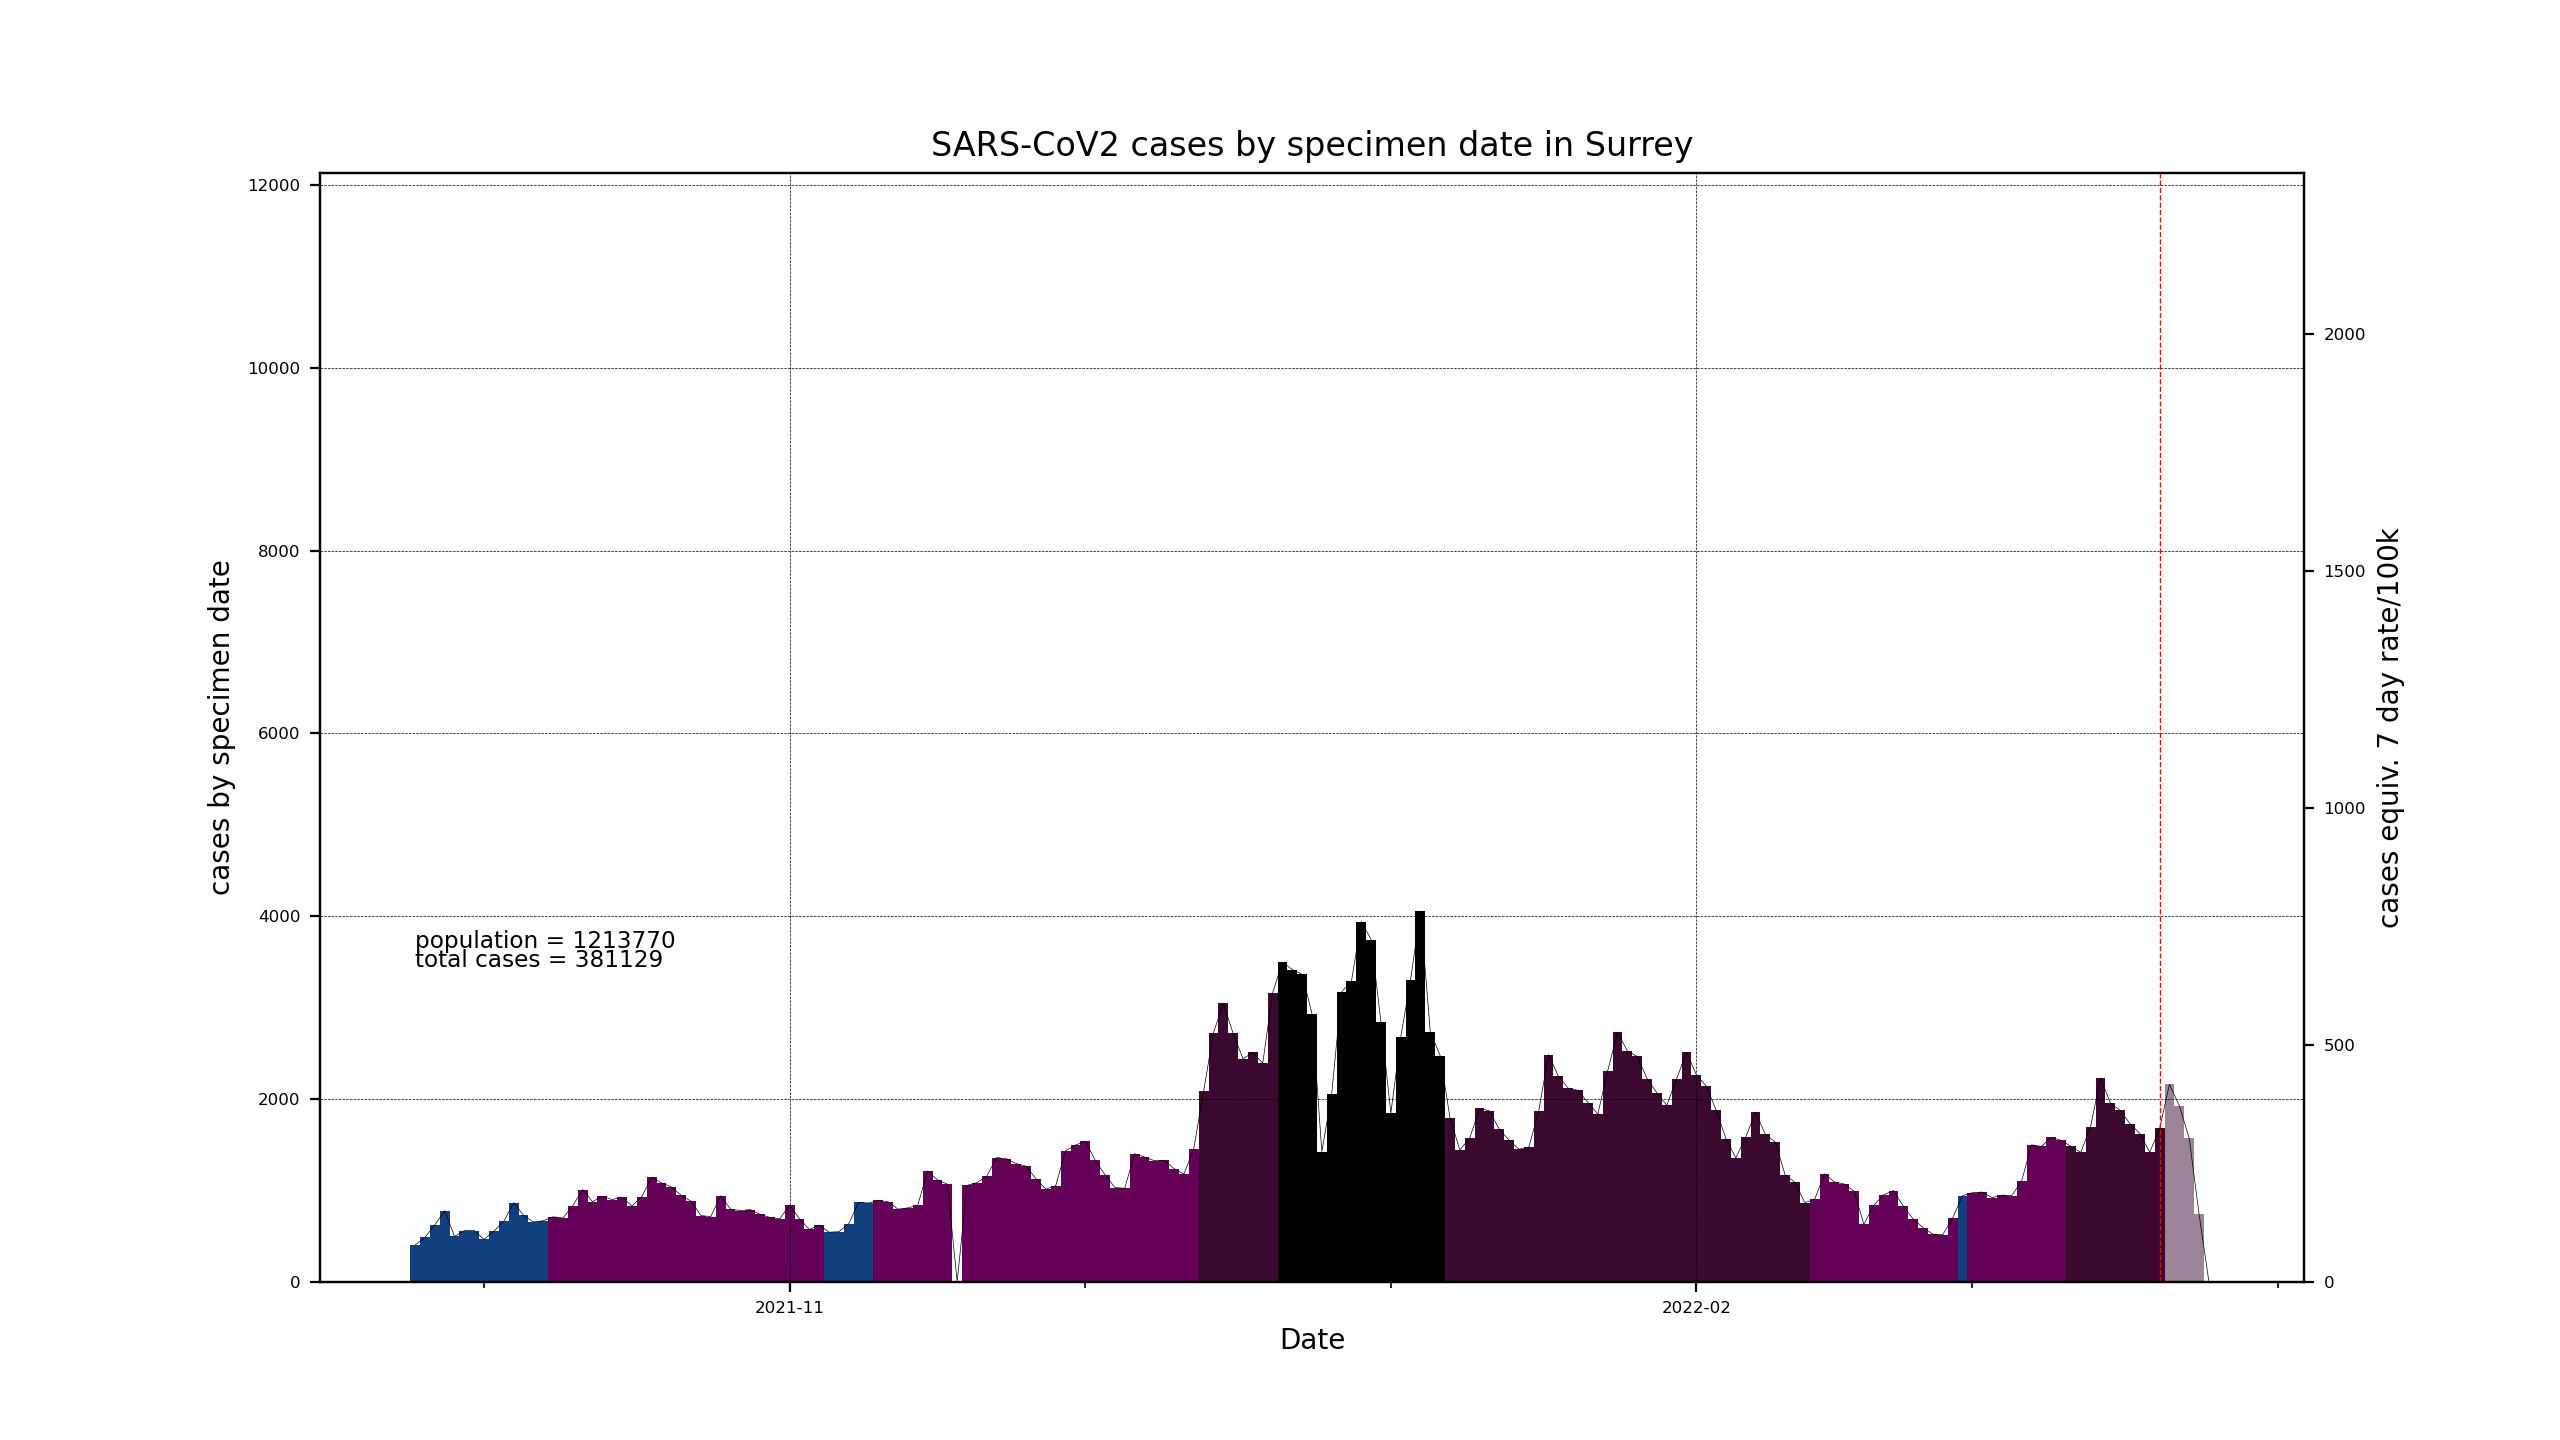 SARS-CoV2 cases by specimen date in Surrey
12000
10000
8000
6000
4000
2000
0
cases by specimen date
population = 1213770
total cases = 381129
2000
1500
1000
500
0
cases equiv. 7 day rate/100k
2021-11
2022-02
Date